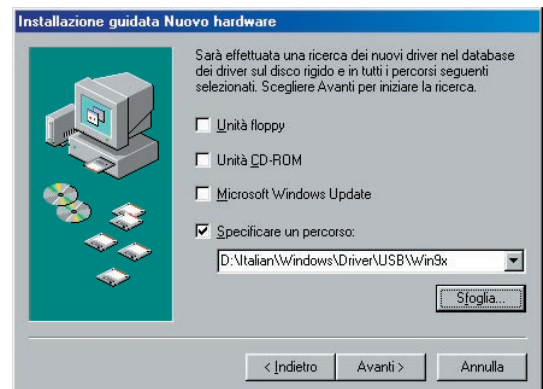 Installazione guidata Nuovo hardware
Sarà effettuata una ricerca dei nuovi driver nel database
dei driver sul disco rigido e in tutti i percorsi seguenti
selezionati. Scegliere Avanti per iniziare la ricerca.
Unità floppy
Unità CD-ROM
Microsoft Windows Update
Specificare un percorso:
D:\Italian\Windows\Driver\USB\Win9x
Sfoglia...
< Indietro
Avanti >
Annulla